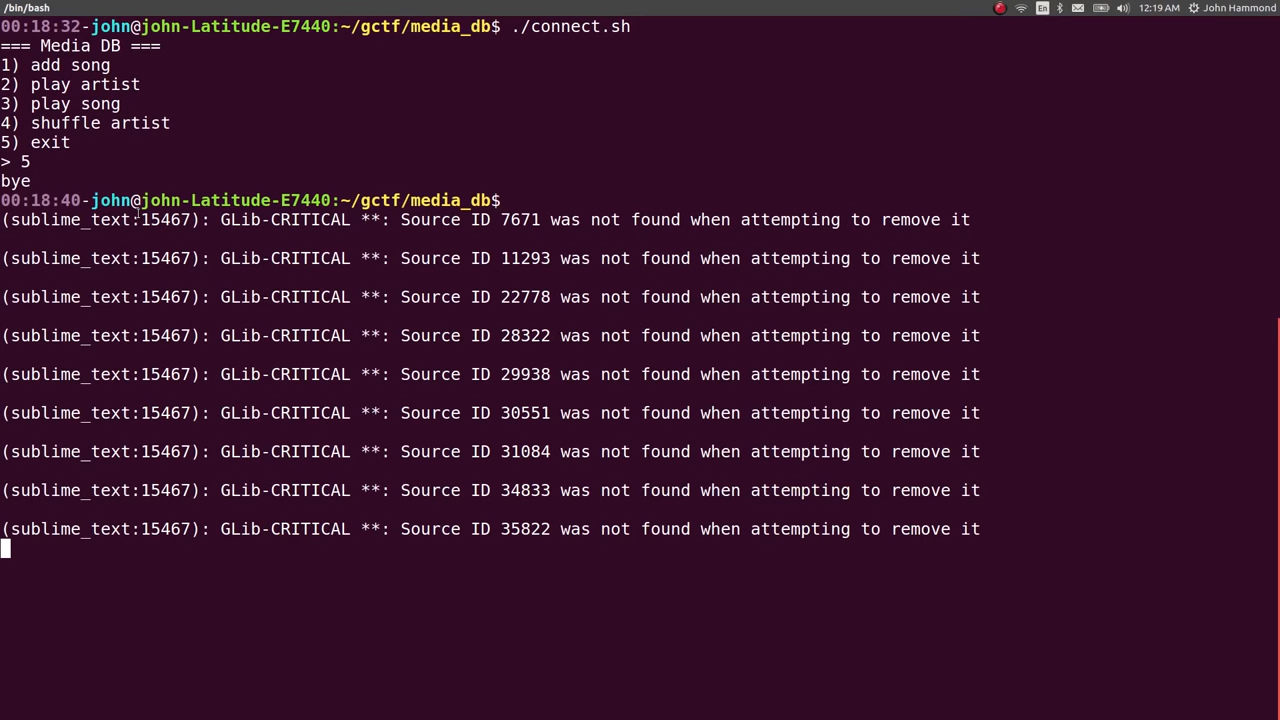 /bin/bash
En
12:19 AM
John Hammond
00:18:32-john@john-Latitude-E7440:~/gctf/media_db$ ./connect.sh
=== Media DB ===
1) add song
2) play artist
3) play song
4) shuffle artist
5) exit
> 5
bye
00:18:40-john@john-Latitude-E7440:~/gctf/media_db$
(sublime_text:15467): GLib-CRITICAL **: Source ID 7671 was not found when attempting to remove it
(sublime_text:15467): GLib-CRITICAL **: Source ID 11293 was not found when attempting to remove it
(sublime_text:15467): GLib-CRITICAL **: Source ID 22778 was not found when attempting to remove it
(sublime_text:15467): GLib-CRITICAL **: Source ID 28322 was not found when attempting to remove it
(sublime_text:15467): GLib-CRITICAL **: Source ID 29938 was not found when attempting to remove it
(sublime_text:15467): GLib-CRITICAL **: Source ID 30551 was not found when attempting to remove it
(sublime_text:15467): GLib-CRITICAL **: Source ID 31084 was not found when attempting to remove it
(sublime_text:15467): GLib-CRITICAL **: Source ID 34833 was not found when attempting to remove it
(sublime_text:15467): GLib-CRITICAL **: Source ID 35822 was not found when attempting to remove it